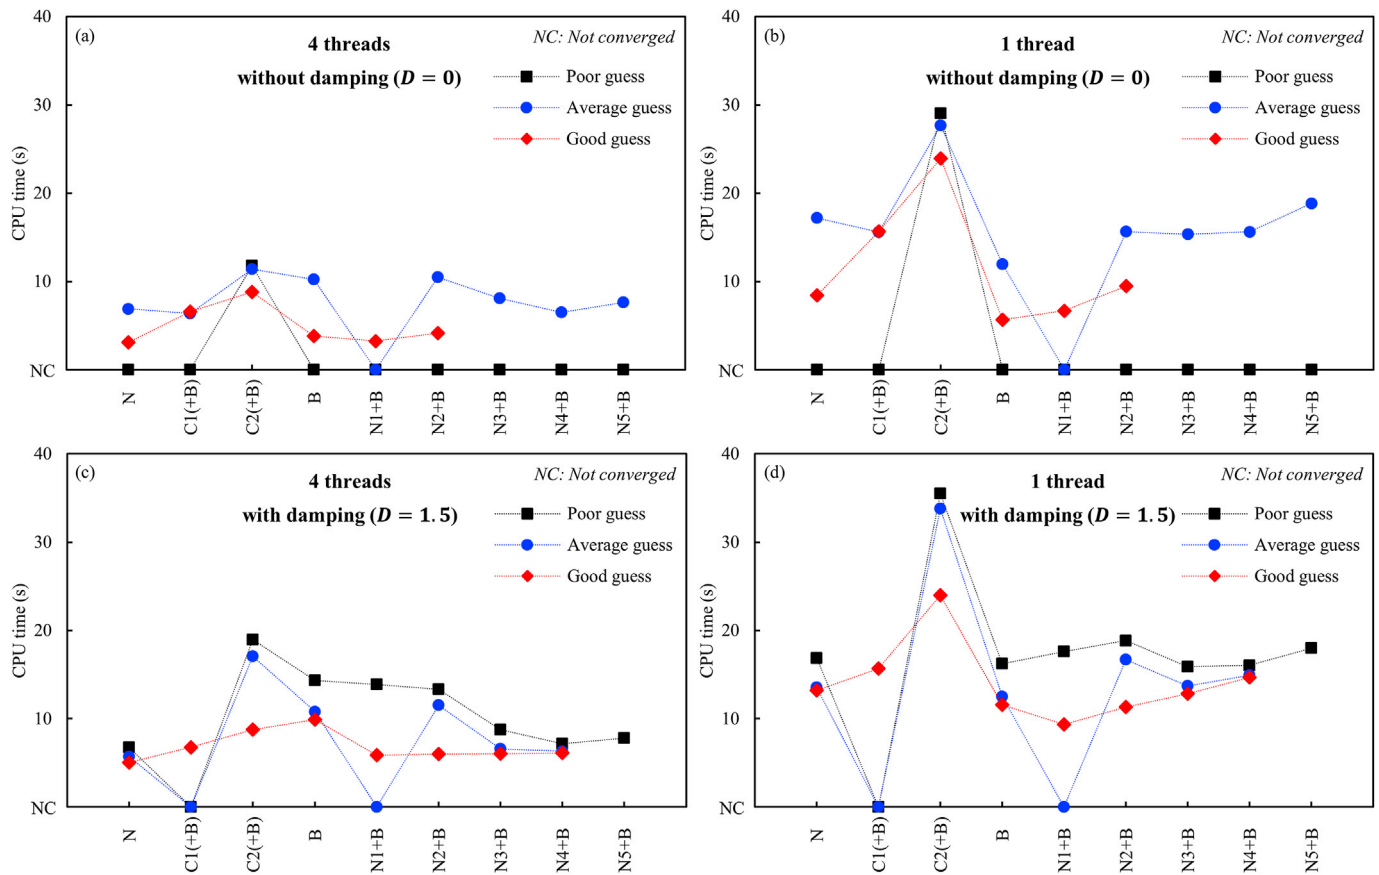 (a)
4 threads
NC: Not converged
without damping (D = 0)
Poor guess
Average guess
Good guess
CPU time (s)
40
30
20
10
NC
N
C1(+B)
C2(+B)
B
N1+B
N2+B
N3+B
N4+B
N5+B
(b)
1 thread
NC: Not converged
without damping (D = 0)
Poor guess
Average guess
Good guess
CPU time (s)
40
30
20
10
NC
N
C1(+B)
C2(+B)
B
N1+B
N2+B
N3+B
N4+B
N5+B
(c)
4 threads
NC: Not converged
with damping (D = 1.5)
Poor guess
Average guess
Good guess
CPU time (s)
40
30
20
10
NC
N
C1(+B)
C2(+B)
B
N1+B
N2+B
N3+B
N4+B
N5+B
(d)
1 thread
NC: Not converged
with damping (D = 1.5)
Poor guess
Average guess
Good guess
CPU time (s)
40
30
20
10
NC
N
C1(+B)
C2(+B)
B
N1+B
N2+B
N3+B
N4+B
N5+B